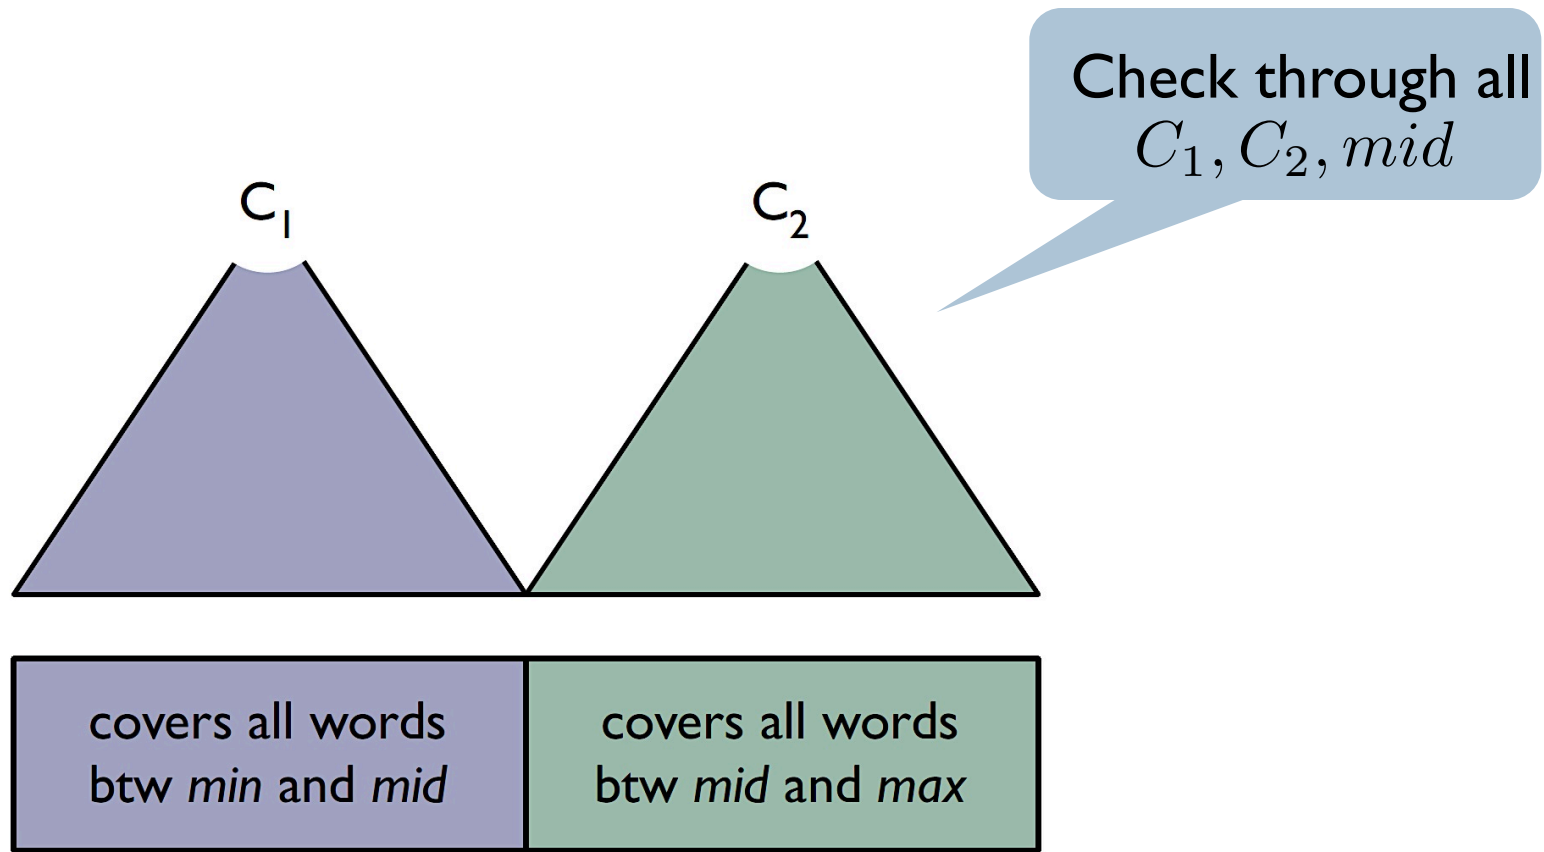 Check through all
C₁, C₂, mid
C₁
C₂
covers all words
btw min and mid
covers all words
btw mid and max